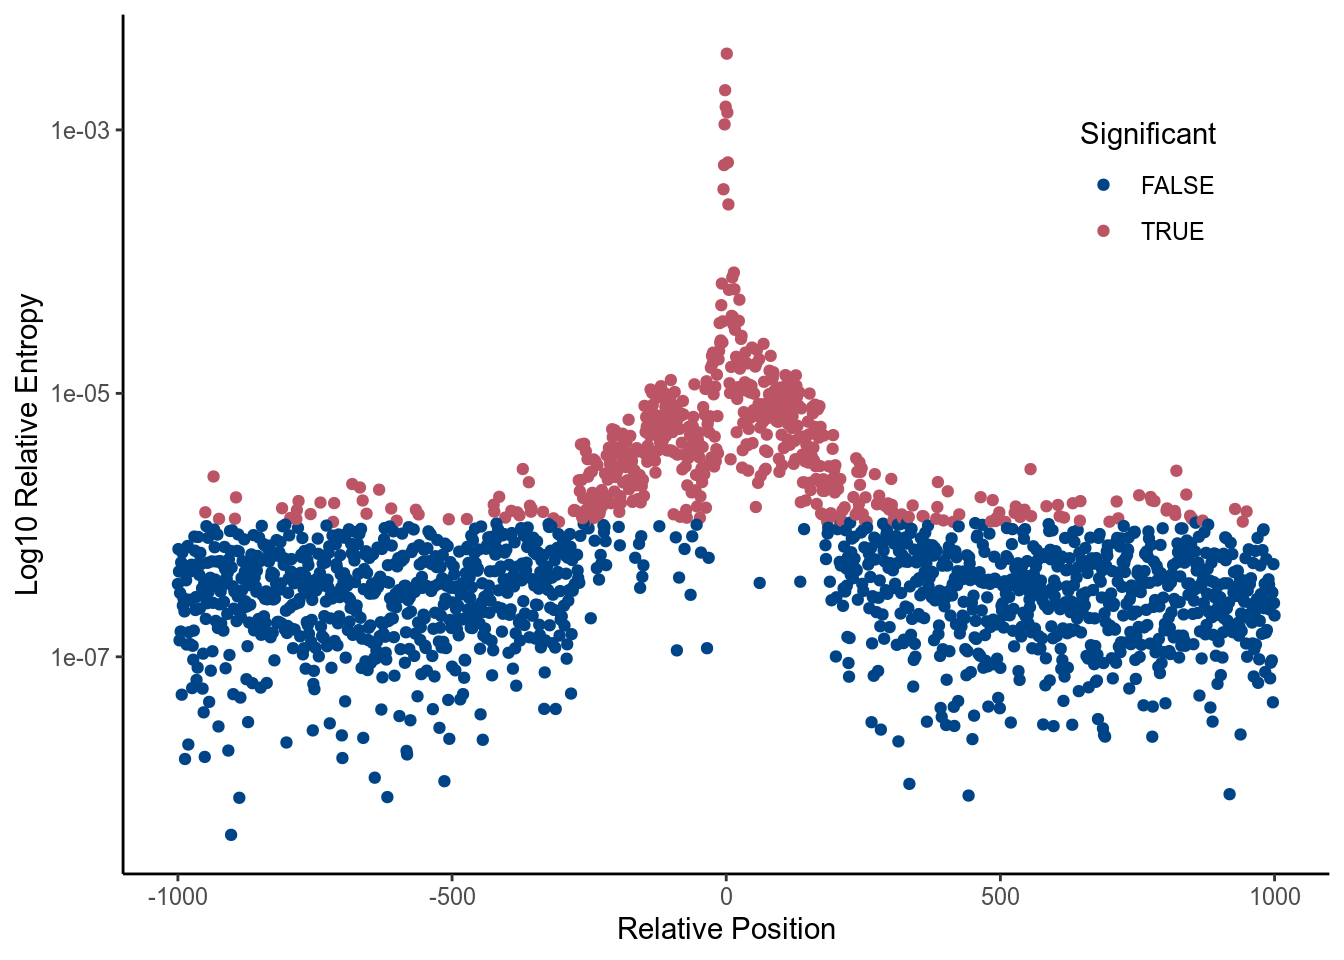 1e-03
1e-05
1e-07
Log10 Relative Entropy
-1000
-500
0
500
1000
Relative Position
Significant
FALSE
TRUE